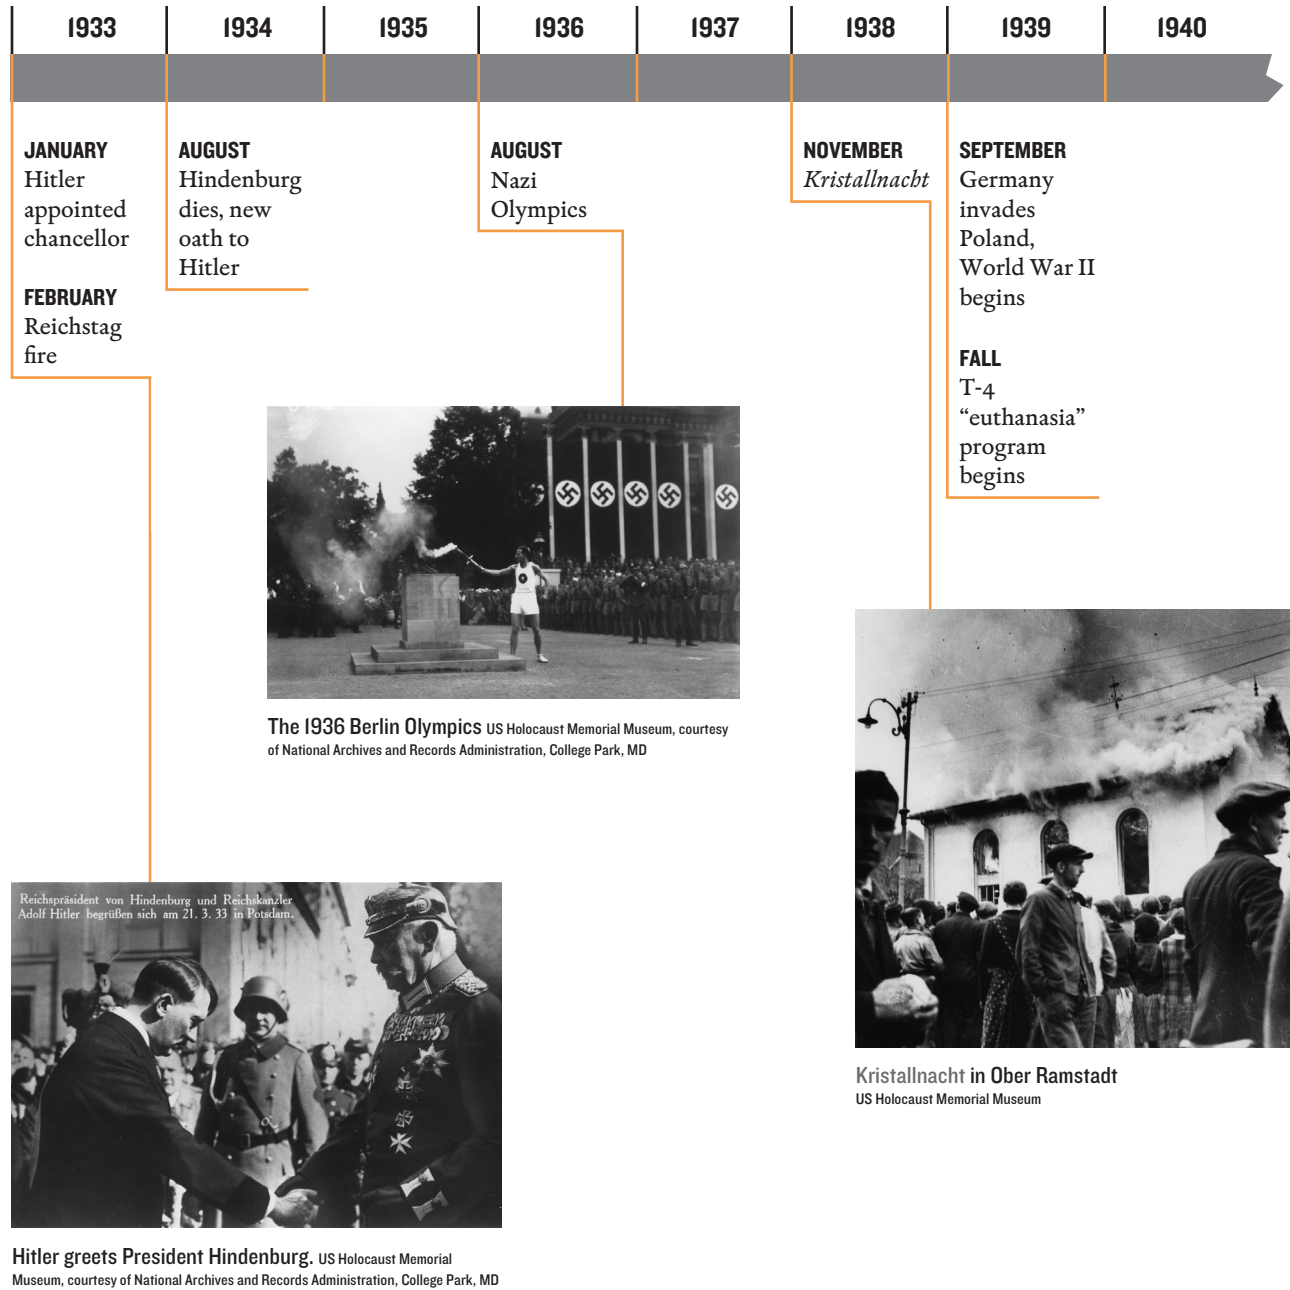 1933 1934 1935 1936 1937 1938 1939 1940
JANUARY
Hitler
appointed
chancellor
FEBRUARY
Reichstag
fire
AUGUST
Hindenburg
dies, new
oath to
Hitler
AUGUST
Nazi
Olympics
NOVEMBER
Kristallnacht
SEPTEMBER
Germany
invades
Poland,
World War II
begins
FALL
T-4
“euthanasia”
program
begins
The 1936 Berlin Olympics US Holocaust Memorial Museum, courtesy
of National Archives and Records Administration, College Park, MD
Reichspräsident von Hindenburg und Reichskanzler
Adolf Hitler begrüßen sich am 21. 3. 33 in Potsdam.
Kristallnacht in Ober Ramstadt
US Holocaust Memorial Museum
Hitler greets President Hindenburg. US Holocaust Memorial
Museum, courtesy of National Archives and Records Administration, College Park, MD